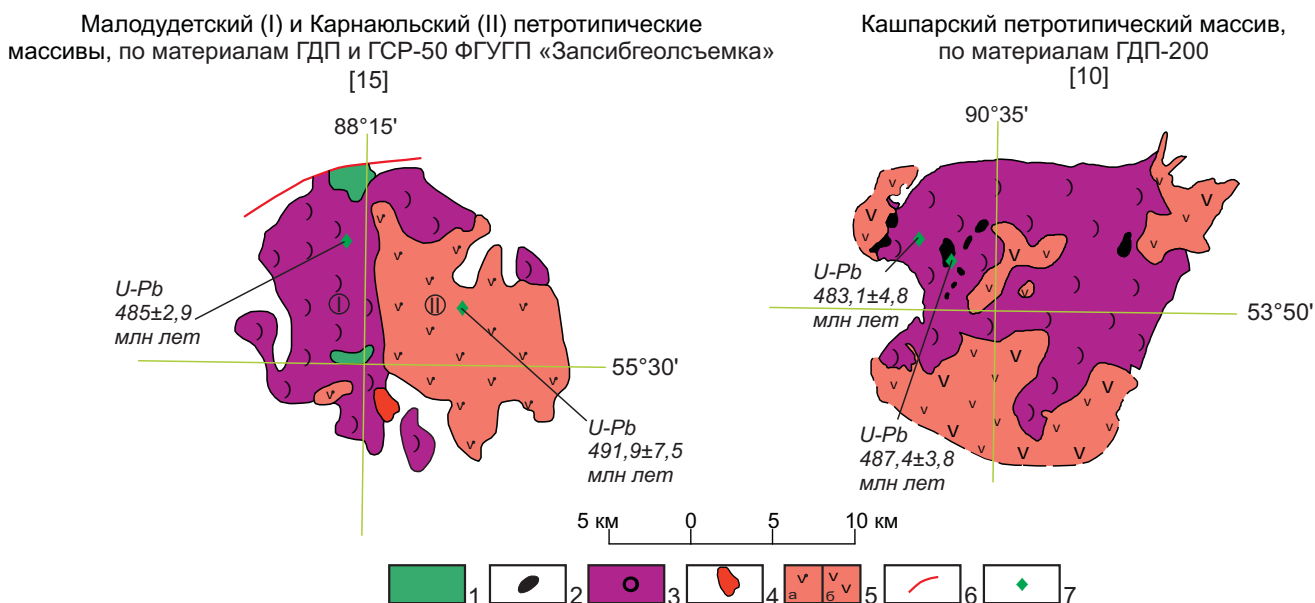 Малодудетский (I) и Карнаюльский (II) петротипические
массивы, по материалам ГДП и ГСР-50 ФГУГП «Запсибгеолсъемка»
[15]
Кашпарский петротипический массив,
по материалам ГДП-200
[10]
88°15'
90°35'
U-Pb
485±2,9
млн лет
I
II
55°30'
U-Pb
491,9±7,5
млн лет
U-Pb
483,1±4,8
млн лет
53°50'
U-Pb
487,4±3,8
млн лет
5 км 0 5 10 км
1 2 3 4 а б 5 6 7